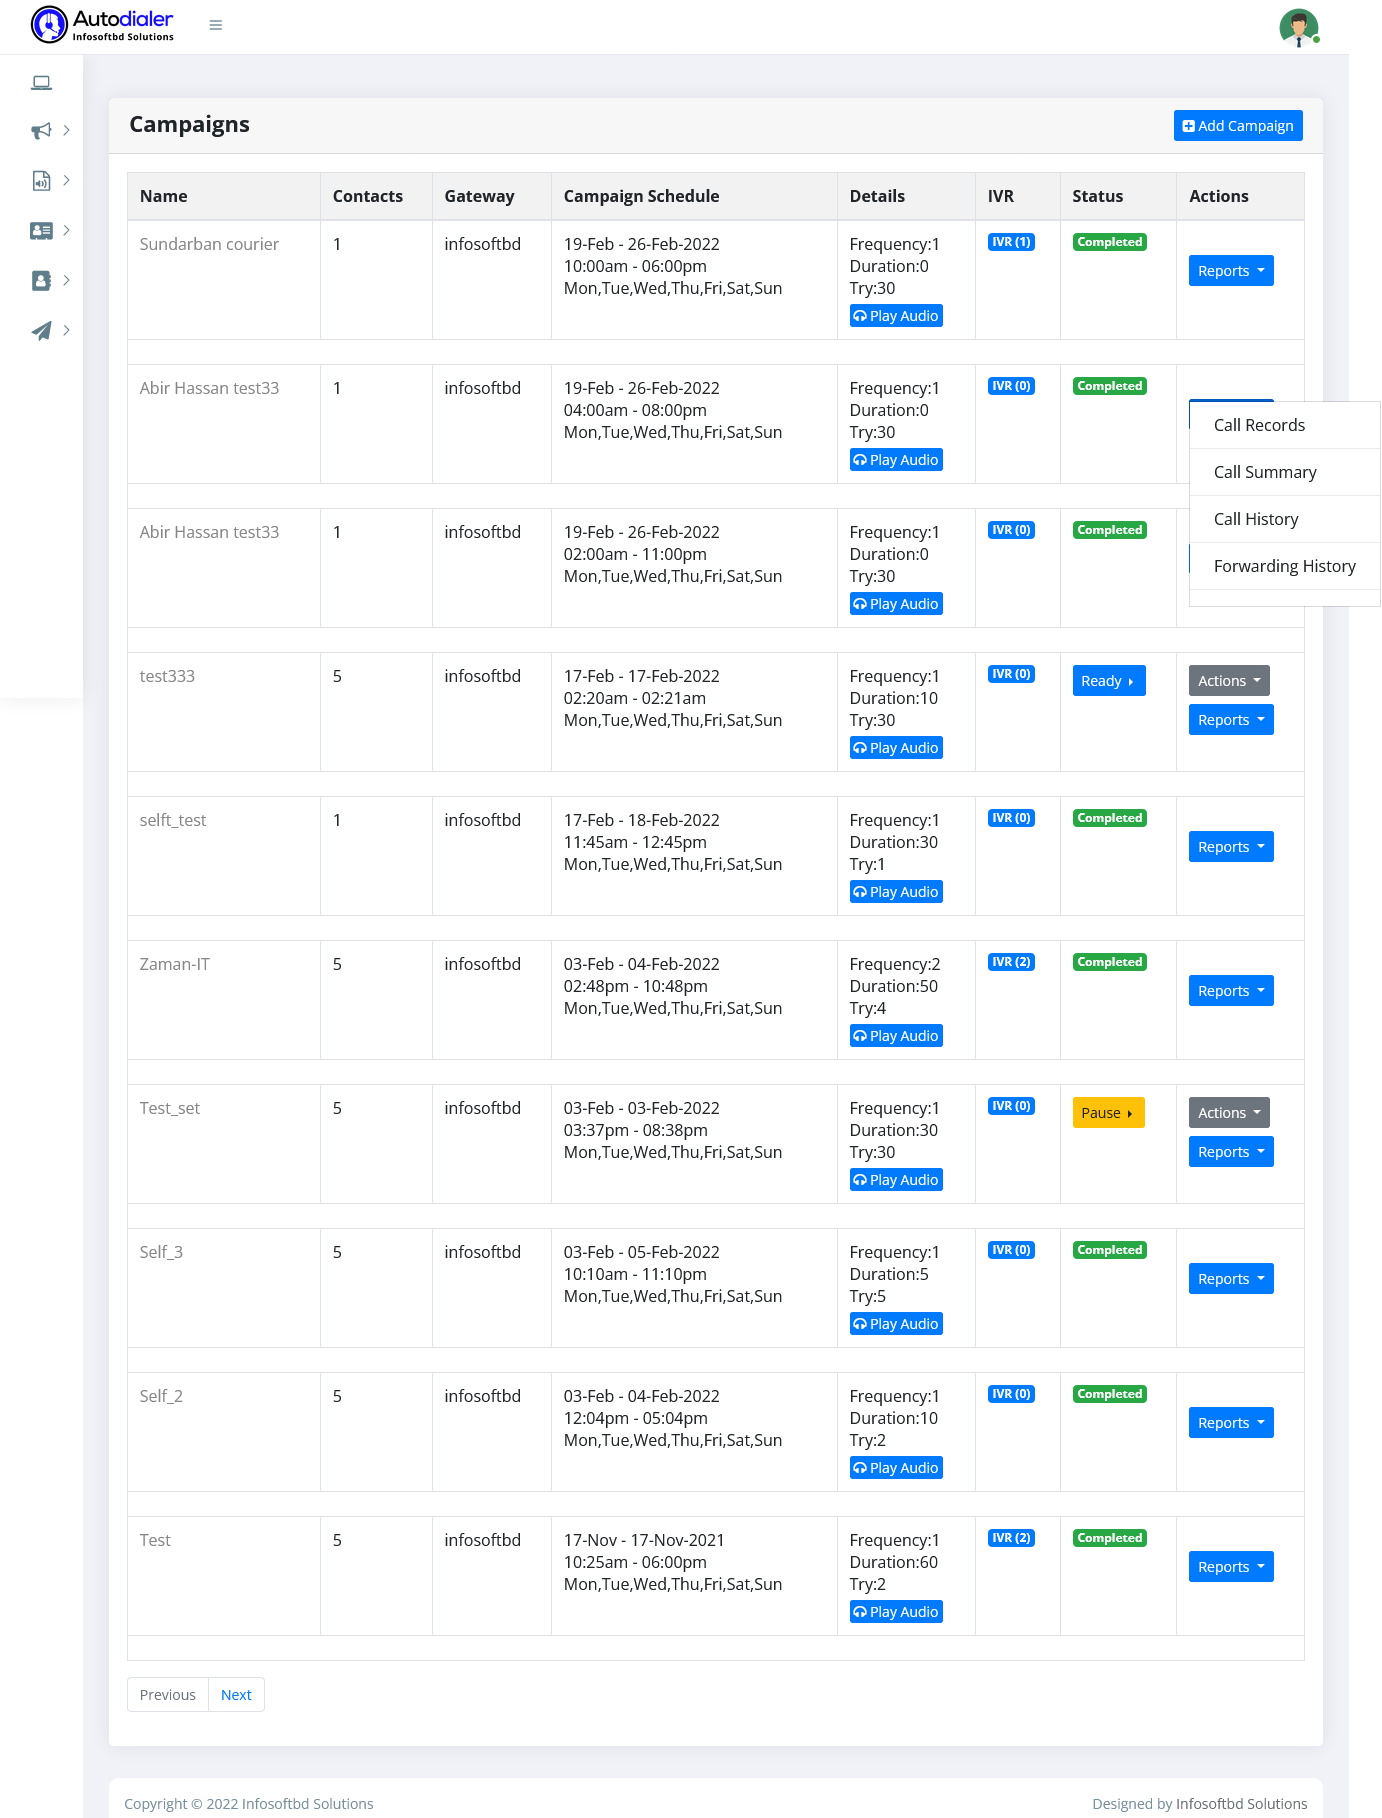 Autodialer
Infosoftbd Solutions
Campaigns
Add Campaign
Name Contacts Gateway Campaign Schedule Details IVR Status Actions
Sundarban courier 1 infosoftbd 19-Feb - 26-Feb-2022 Frequency:1 IVR (1) Completed
10:00am - 06:00pm Duration:0 Reports
Mon,Tue,Wed,Thu,Fri,Sat,Sun Try:30
Play Audio
Abir Hassan test33 1 infosoftbd 19-Feb - 26-Feb-2022 Frequency:1 IVR (0) Completed
04:00am - 08:00pm Duration:0
Mon,Tue,Wed,Thu,Fri,Sat,Sun Try:30
Play Audio
Call Records
Call Summary
Call History
Forwarding History
Abir Hassan test33 1 infosoftbd 19-Feb - 26-Feb-2022 Frequency:1 IVR (0) Completed
02:00am - 11:00pm Duration:0
Mon,Tue,Wed,Thu,Fri,Sat,Sun Try:30
Play Audio
test333 5 infosoftbd 17-Feb - 17-Feb-2022 Frequency:1 IVR (0) Ready Actions
02:20am - 02:21am Duration:10
Mon,Tue,Wed,Thu,Fri,Sat,Sun Try:30 Reports
Play Audio
selft_test 1 infosoftbd 17-Feb - 18-Feb-2022 Frequency:1 IVR (0) Completed
11:45am - 12:45pm Duration:30 Reports
Mon,Tue,Wed,Thu,Fri,Sat,Sun Try:1
Play Audio
Zaman-IT 5 infosoftbd 03-Feb - 04-Feb-2022 Frequency:2 IVR (2) Completed
02:48pm - 10:48pm Duration:50 Reports
Mon,Tue,Wed,Thu,Fri,Sat,Sun Try:4
Play Audio
Test_set 5 infosoftbd 03-Feb - 03-Feb-2022 Frequency:1 IVR (0) Pause Actions
03:37pm - 08:38pm Duration:30
Mon,Tue,Wed,Thu,Fri,Sat,Sun Try:30 Reports
Play Audio
Self_3 5 infosoftbd 03-Feb - 05-Feb-2022 Frequency:1 IVR (0) Completed
10:10am - 11:10pm Duration:5 Reports
Mon,Tue,Wed,Thu,Fri,Sat,Sun Try:5
Play Audio
Self_2 5 infosoftbd 03-Feb - 04-Feb-2022 Frequency:1 IVR (0) Completed
12:04pm - 05:04pm Duration:10 Reports
Mon,Tue,Wed,Thu,Fri,Sat,Sun Try:2
Play Audio
Test 5 infosoftbd 17-Nov - 17-Nov-2021 Frequency:1 IVR (2) Completed
10:25am - 06:00pm Duration:60 Reports
Mon,Tue,Wed,Thu,Fri,Sat,Sun Try:2
Play Audio
Previous Next
Copyright © 2022 Infosoftbd Solutions Designed by Infosoftbd Solutions